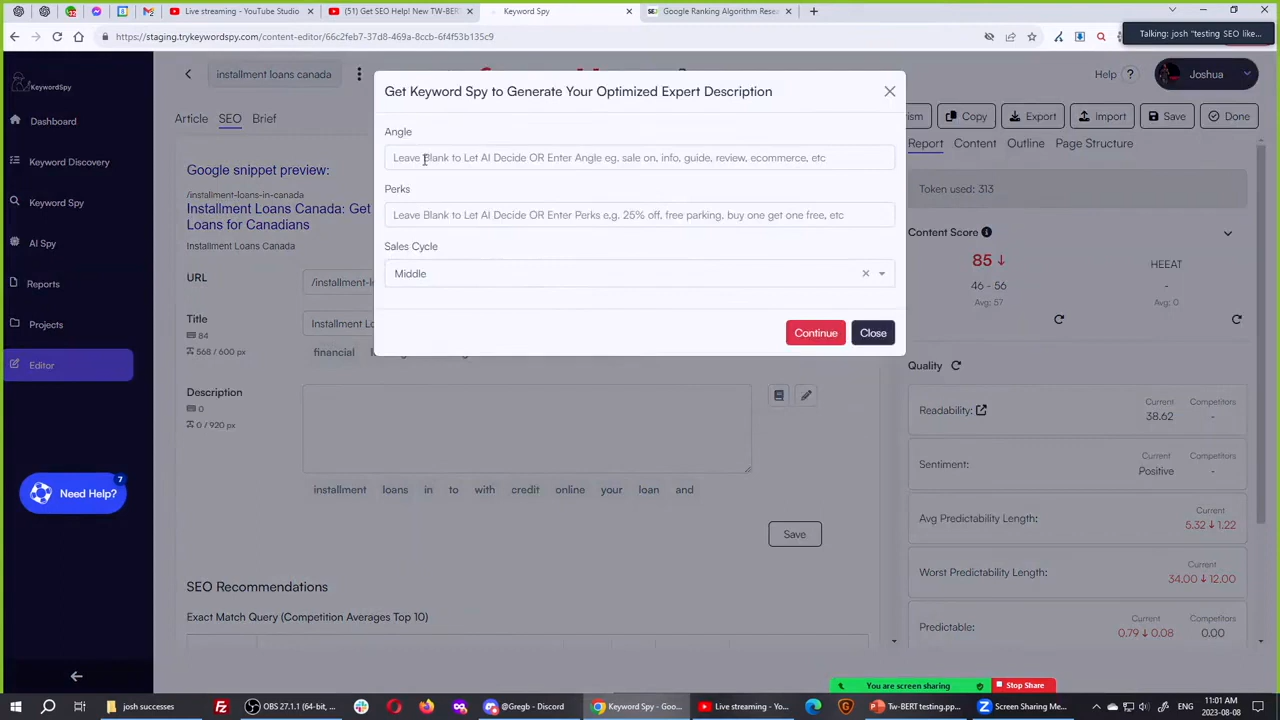 Live streaming - YouTube Studio
(51) Get SEO Help! New TW-BERT
Keyword Spy
Google Ranking Algorithm Resea
https://staging.trykeywordspy.com/content-editor/66c2feb7-37d8-469a-8ccb-6f4f53b135c9
Talking: josh "testing SEO like...
KeywordSpy
installment loans canada
Help
Joshua
Get Keyword Spy to Generate Your Optimized Expert Description
Dashboard
Keyword Discovery
Keyword Spy
AI Spy
Reports
Projects
Editor
Need Help?
7
Article SEO Brief
ism
Copy
Export
Import
Save
Done
Report Content Outline Page Structure
Angle
Leave Blank to Let AI Decide OR Enter Angle eg. sale on, info, guide, review, ecommerce, etc
Perks
Leave Blank to Let AI Decide OR Enter Perks e.g. 25% off, free parking, buy one get one free, etc
Sales Cycle
Middle
Continue
Close
Google snippet preview:
/installment-loans-in-canada
Installment Loans Canada: Get
Loans for Canadians
Installment Loans Canada
URL
/installment-lo
Title
84
568 / 600 px
Installment Lo
financial
Description
0
0 / 920 px
installment loans in to with credit online your loan and
Save
SEO Recommendations
Exact Match Query (Competition Averages Top 10)
Token used: 313
Content Score
85
46 - 56
Avg: 57
HEEAT
-
Avg: 0
Quality
Readability:
Current
38.62
Competitors
-
Sentiment:
Current
Positive
Competitors
-
Avg Predictability Length:
Current
5.32 ↓ 1.22
Worst Predictability Length:
Current
34.00 ↓ 12.00
Predictable:
Current
0.79 ↓ 0.08
Competitors
0.00
You are screen sharing
Stop Share
josh successes
OBS 27.1.1 (64-bit, ...
Gregb - Discord
Keyword Spy - Goo...
Live streaming - Yo...
Tw-BERT testing.pp...
Screen Sharing Me...
ENG
11:01 AM
2023-08-08